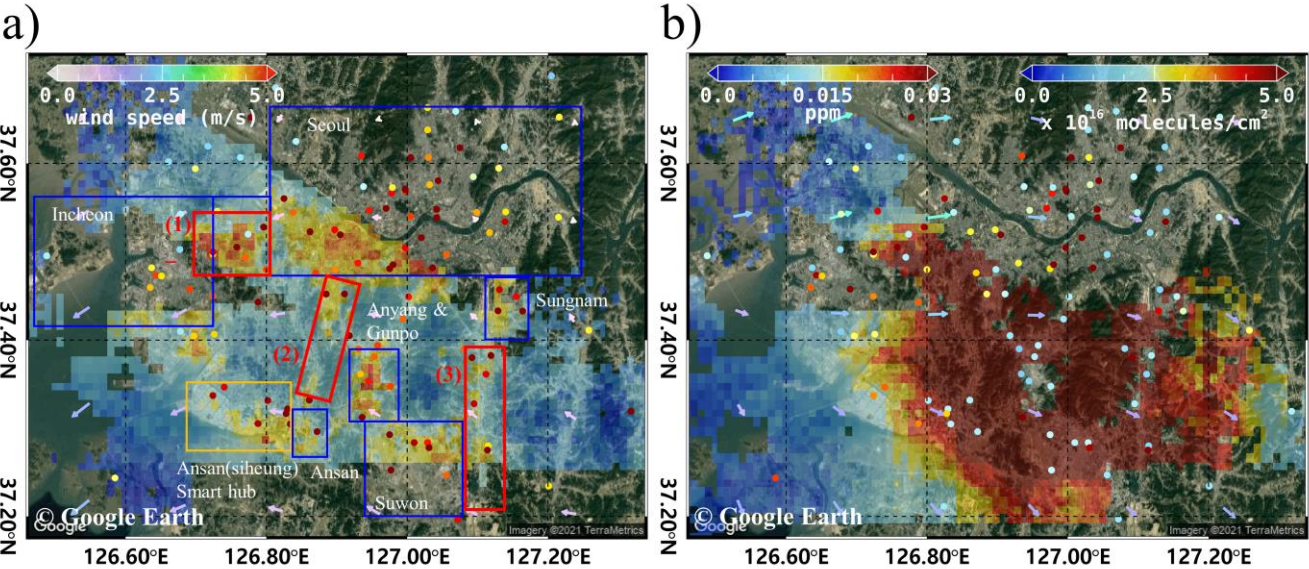 a)
0.0 2.5 5.0
wind speed (m/s)
Seoul
37.60°N
Incheon
(1)
Anyang &
Gunpo
Sungnam
37.40°N
(2)
(3)
Ansan(siheung)
Smart hub
Ansan
Suwon
37.20°N
© Google Earth
Google
Imagery ©2021 TerraMetrics
126.60°E 126.80°E 127.00°E 127.20°E
b)
0.0 0.015 0.03
ppm
0.0 2.5 5.0
x 10¹⁶ molecules/cm²
37.60°N
37.40°N
37.20°N
© Google Earth
Google
Imagery ©2021 TerraMetrics
126.60°E 126.80°E 127.00°E 127.20°E